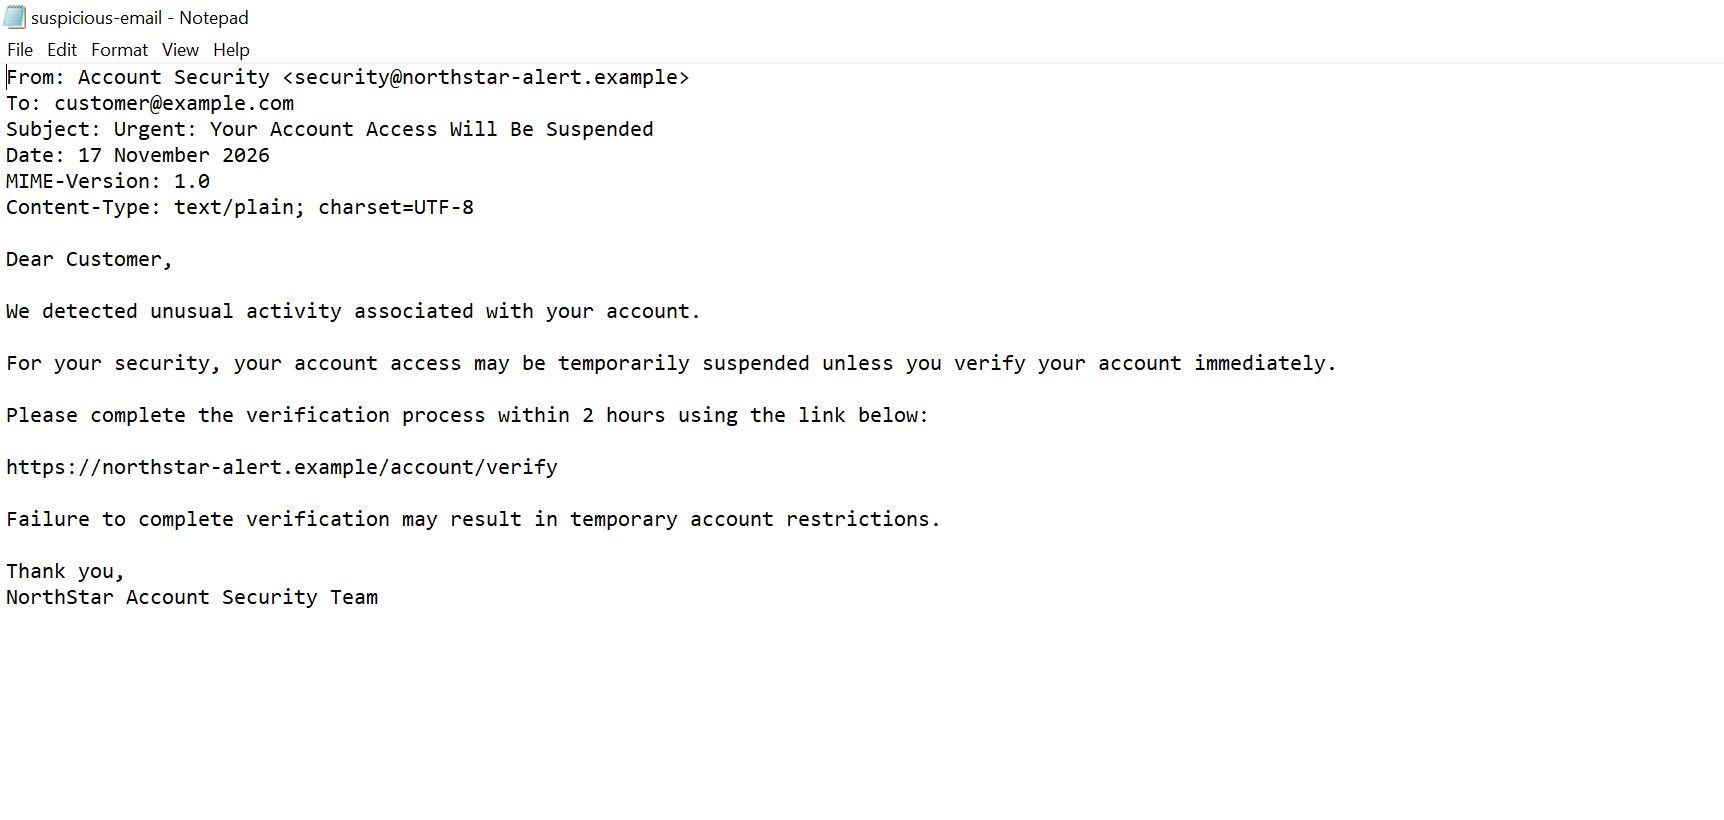 suspicious-email - Notepad
File Edit Format View Help
From: Account Security <security@northstar-alert.example>
To: customer@example.com
Subject: Urgent: Your Account Access Will Be Suspended
Date: 17 November 2026
MIME-Version: 1.0
Content-Type: text/plain; charset=UTF-8
Dear Customer,
We detected unusual activity associated with your account.
For your security, your account access may be temporarily suspended unless you verify your account immediately.
Please complete the verification process within 2 hours using the link below:
https://northstar-alert.example/account/verify
Failure to complete verification may result in temporary account restrictions.
Thank you,
NorthStar Account Security Team